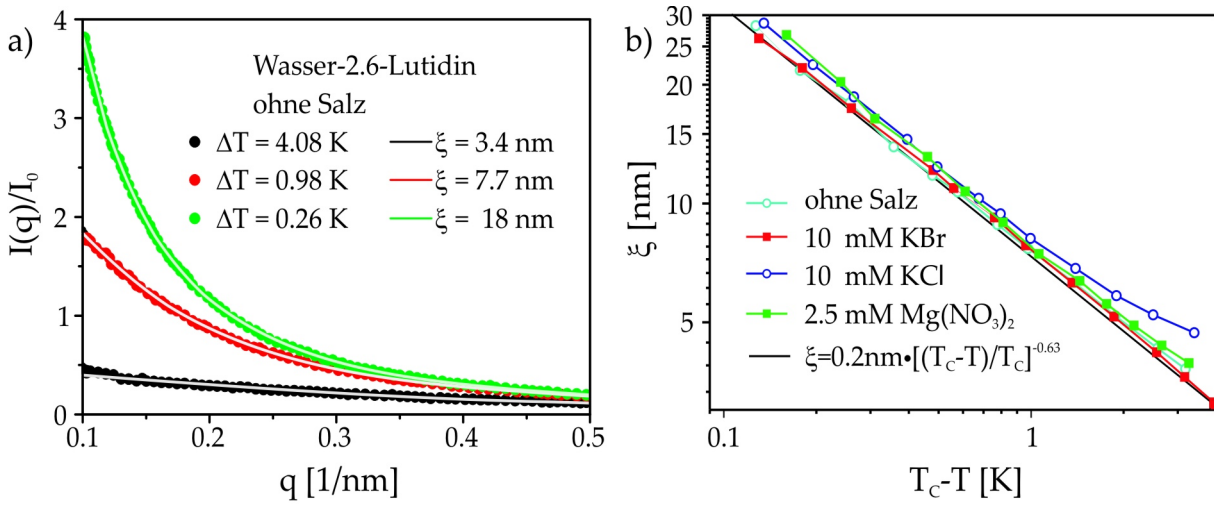 a)
4
3
2
1
0
I(q)/I₀
Wasser-2.6-Lutidin
ohne Salz
ΔT = 4.08 K ξ = 3.4 nm
ΔT = 0.98 K ξ = 7.7 nm
ΔT = 0.26 K ξ = 18 nm
0.1 0.2 0.3 0.4 0.5
q [1/nm]
b)
30
25
20
15
10
5
ξ [nm]
ohne Salz
10 mM KBr
10 mM KCl
2.5 mM Mg(NO₃)₂
ξ=0.2nm•[(T_C-T)/T_C]^-0.63
0.1 1
T_C-T [K]